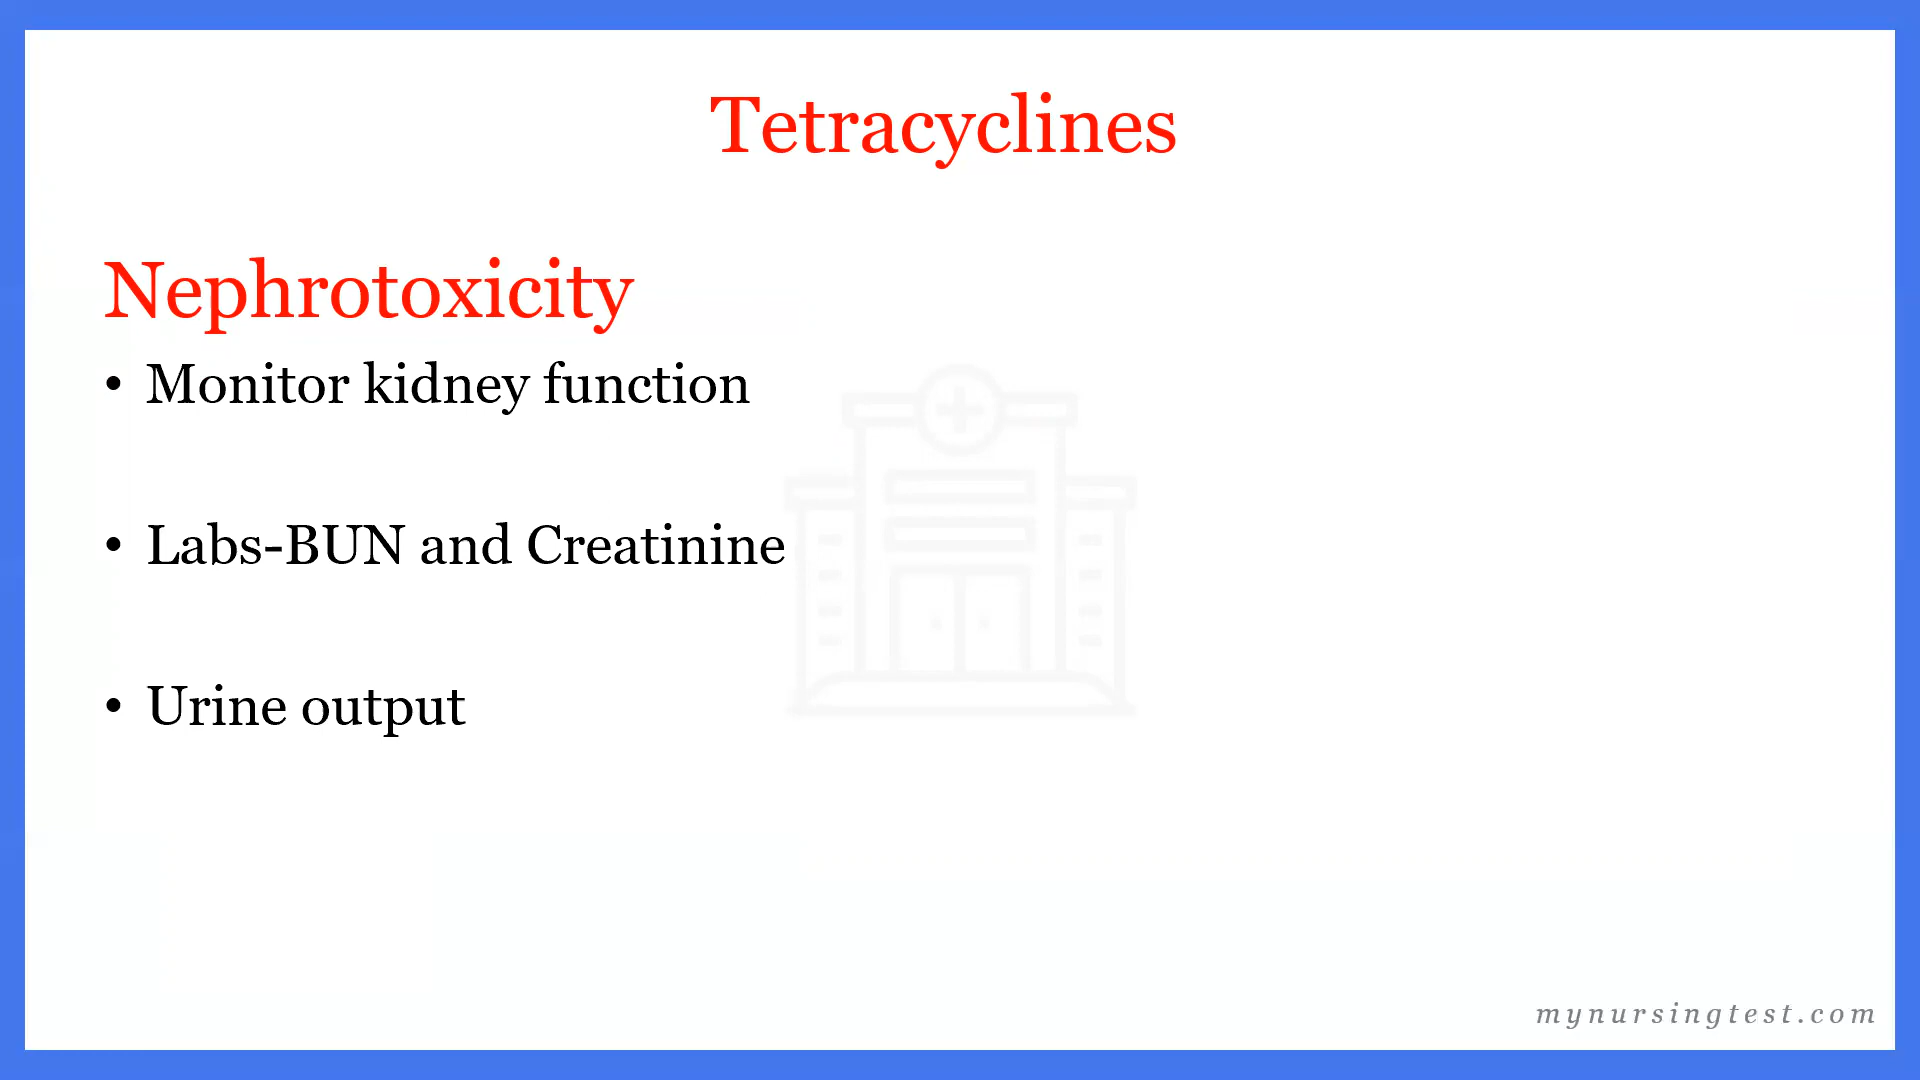 Tetracyclines
Nephrotoxicity
• Monitor kidney function
• Labs-BUN and Creatinine
• Urine output
mynursingtest.com